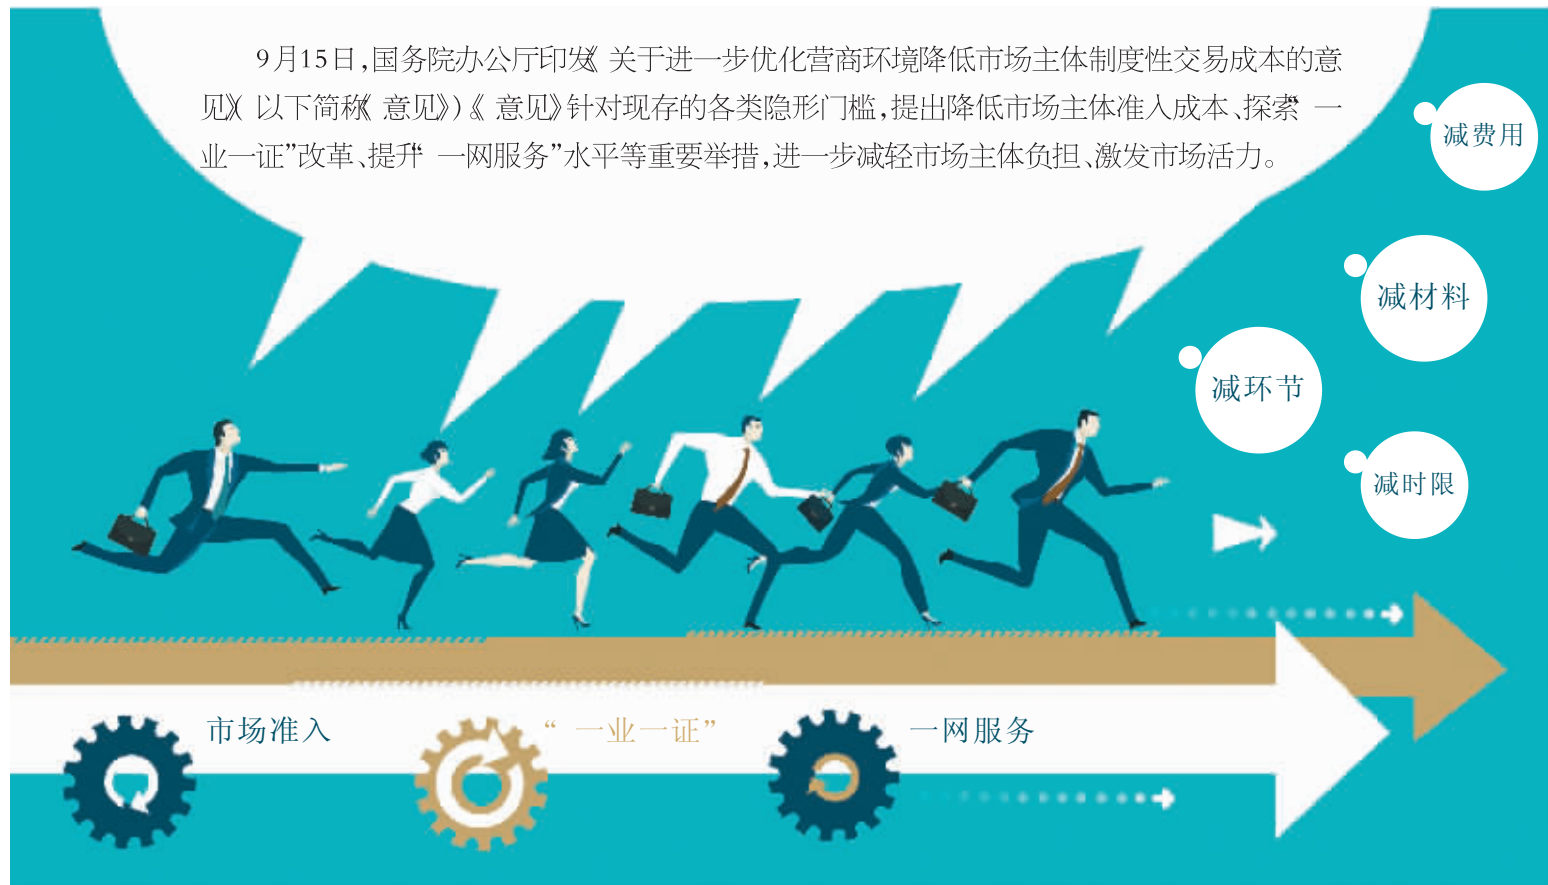 9月15日,国务院办公厅印发《关于进一步优化营商环境降低市场主体制度性交易成本的意
见》(以下简称《意见》)《意见》针对现存的各类隐形门槛,提出降低市场主体准入成本、探索“一
业一证”改革、提升“一网服务”水平等重要举措,进一步减轻市场主体负担、激发市场活力。
减费用
减材料
减环节
减时限
市场准入
“一业一证”
一网服务